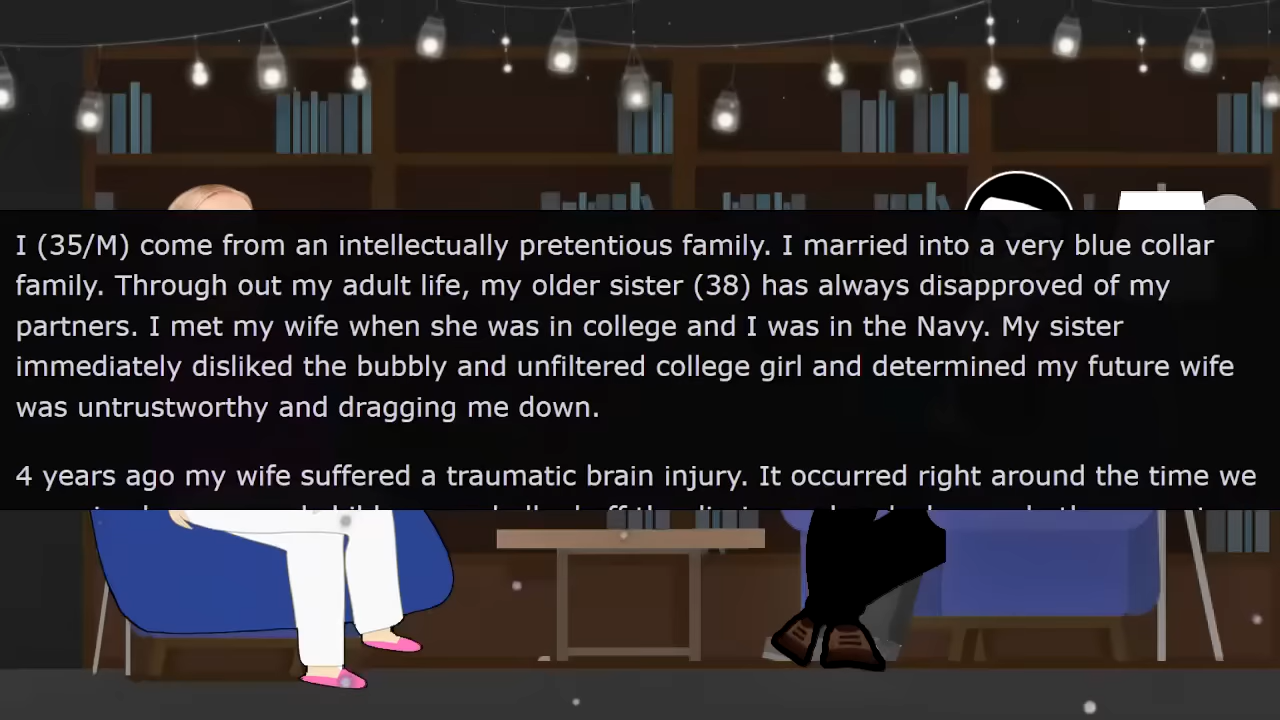 I (35/M) come from an intellectually pretentious family. I married into a very blue collar
family. Through out my adult life, my older sister (38) has always disapproved of my
partners. I met my wife when she was in college and I was in the Navy. My sister
immediately disliked the bubbly and unfiltered college girl and determined my future wife
was untrustworthy and dragging me down.
4 years ago my wife suffered a traumatic brain injury. It occurred right around the time we